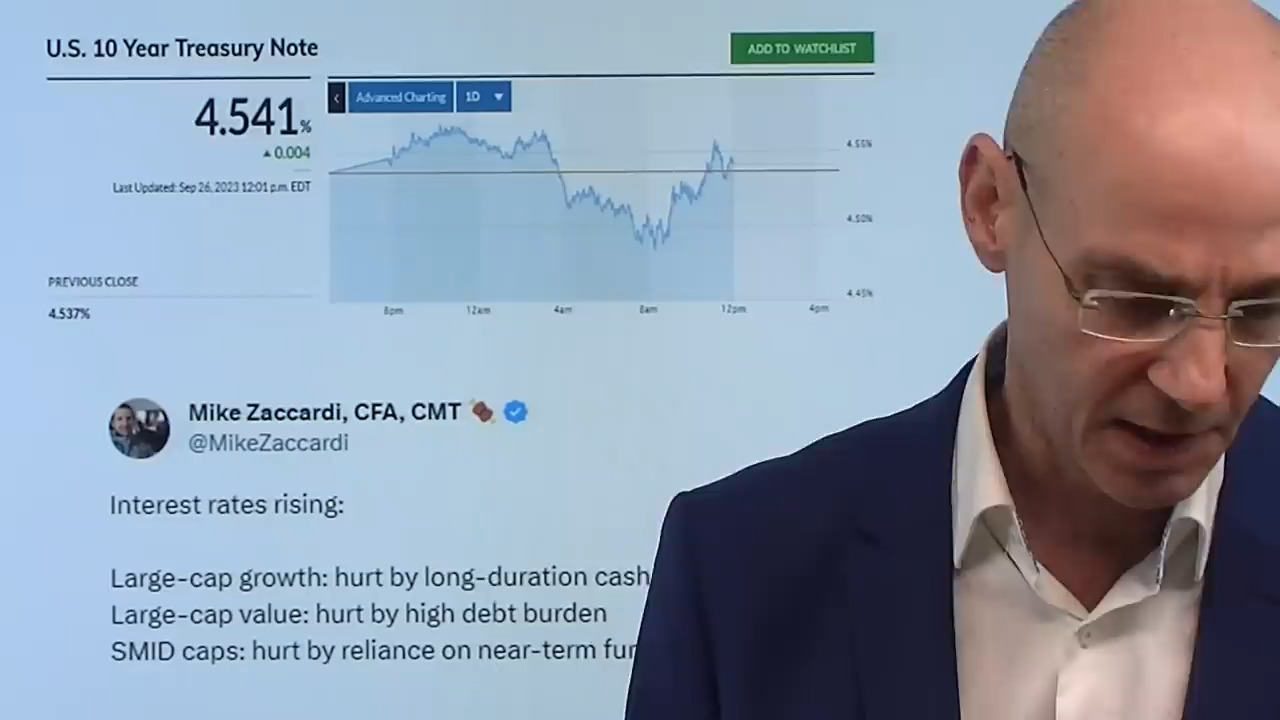 U.S. 10 Year Treasury Note
ADD TO WATCHLIST
4.541%
▲ 0.004
Last Updated: Sep 26, 2023 12:01 p.m. EDT
PREVIOUS CLOSE
4.537%
Advanced Charting
1D
4.55%
4.50%
4.45%
8pm 12am 4am 8am 12pm 4pm
Mike Zaccardi, CFA, CMT
@MikeZaccardi
Interest rates rising:
Large-cap growth: hurt by long-duration cash
Large-cap value: hurt by high debt burden
SMID caps: hurt by reliance on near-term